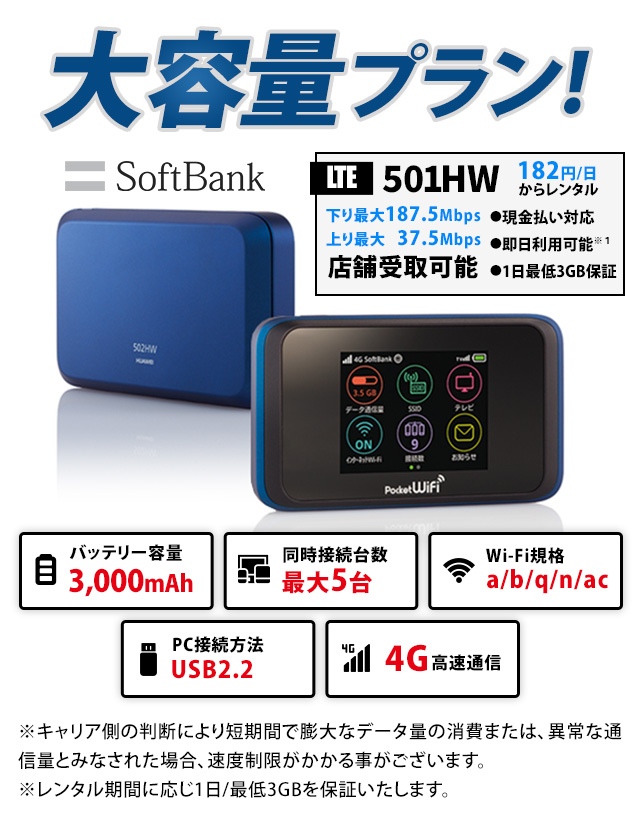 大容量プラン!
SoftBank
LTE 501HW 182円/日
からレンタル
下り最大187.5Mbps ●現金払い対応
上り最大 37.5Mbps ●即日利用可能※1
店舗受取可能 ●1日最低3GB保証
502HW
HUAWEI
4G SoftBank
TV
3.5 GB
SSID
データ通信量 SSID テレビ
ON 9
インターネットWi-Fi 接続数 お知らせ
PocketWiFi
バッテリー容量
3,000mAh
同時接続台数
最大5台
Wi-Fi規格
a/b/q/n/ac
PC接続方法
USB2.2
4G
4G高速通信
※キャリア側の判断により短期間で膨大なデータ量の消費または、異常な通
信量とみなされた場合、速度制限がかかる事がございます。
※レンタル期間に応じ1日/最低3GBを保証いたします。